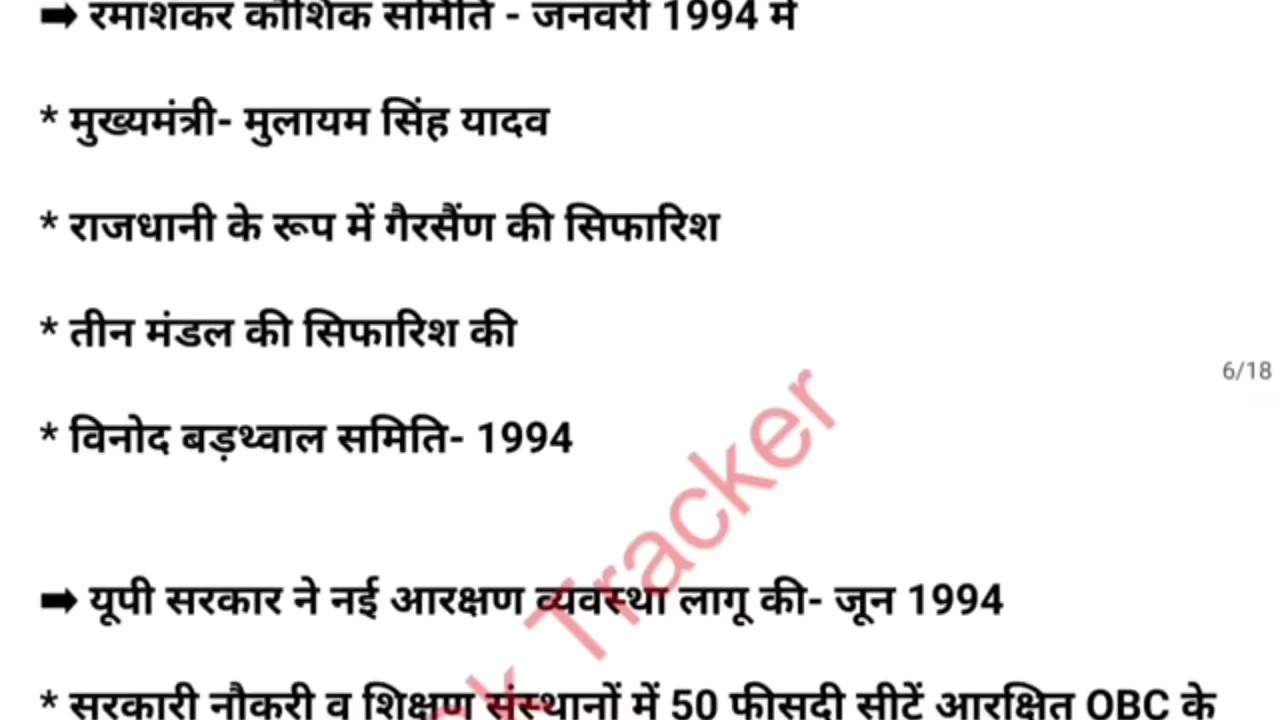 ➡ रमाशंकर कौशिक समिति - जनवरी 1994 में
* मुख्यमंत्री- मुलायम सिंह यादव
* राजधानी के रूप में गैरसैंण की सिफारिश
* तीन मंडल की सिफारिश की
6/18
* विनोद बड़थ्वाल समिति- 1994
➡ यूपी सरकार ने नई आरक्षण व्यवस्था लागू की- जून 1994
* सरकारी नौकरी व शिक्षण संस्थानों में 50 फीसदी सीटें आरक्षित OBC के
Tracker